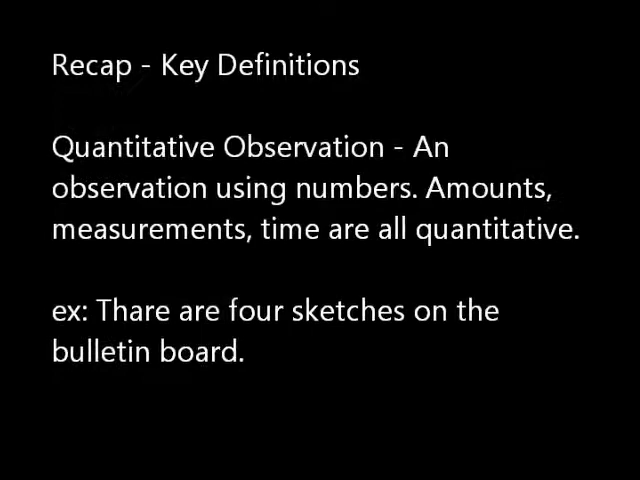 Recap - Key Definitions
Quantitative Observation - An
observation using numbers. Amounts,
measurements, time are all quantitative.
ex: Thare are four sketches on the
bulletin board.